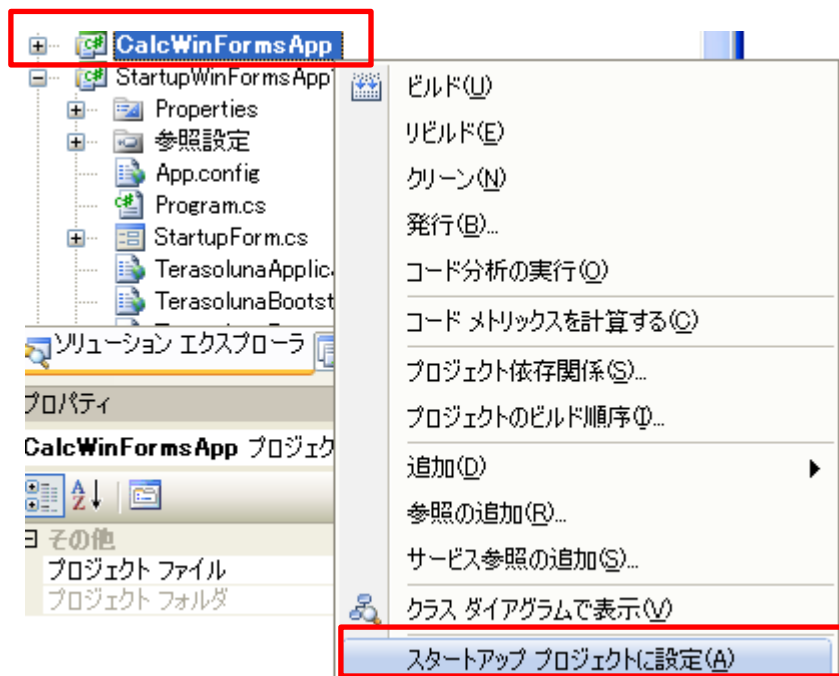 CalcWinFormsApp
StartupWinFormsApp
Properties
参照設定
App.config
Program.cs
StartupForm.cs
TerasolunaApplic
TerasolunaBootst
ソリューション エクスプローラ
プロパティ
CalcWinFormsApp プロジェク
その他
プロジェクト ファイル
プロジェクト フォルダ
ビルド(U)
リビルド(E)
クリーン(N)
発行(B)...
コード分析の実行(O)
コード メトリックスを計算する(C)
プロジェクト依存関係(S)...
プロジェクトのビルド順序(I)...
追加(D)
参照の追加(R)...
サービス参照の追加(S)...
クラス ダイアグラムで表示(V)
スタートアップ プロジェクトに設定(A)